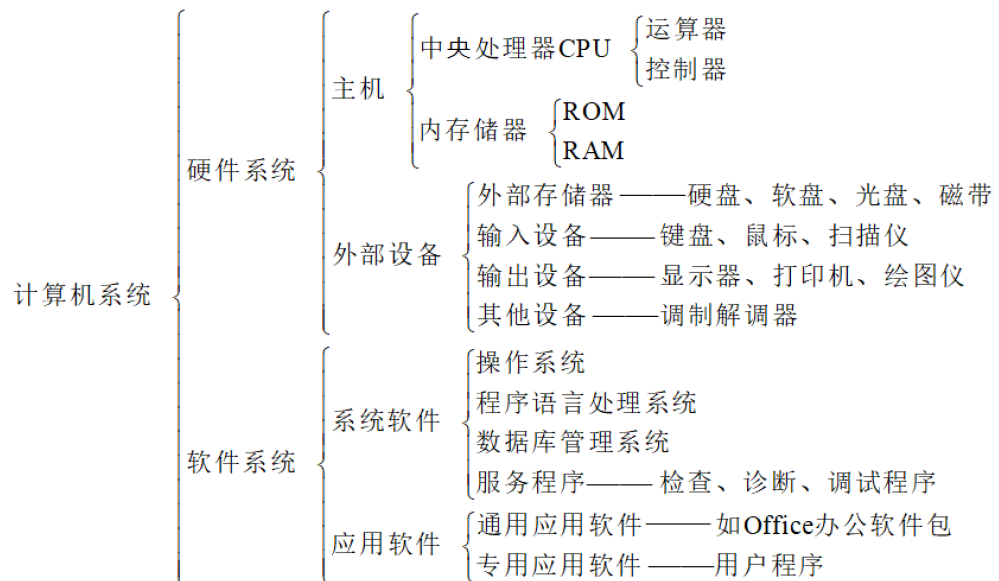 计算机系统
硬件系统
主机
中央处理器CPU
运算器
控制器
内存储器
ROM
RAM
外部设备
外部存储器——硬盘、软盘、光盘、磁带
输入设备——键盘、鼠标、扫描仪
输出设备——显示器、打印机、绘图仪
其他设备——调制解调器
软件系统
系统软件
操作系统
程序语言处理系统
数据库管理系统
服务程序——检查、诊断、调试程序
应用软件
通用应用软件——如Office办公软件包
专用应用软件——用户程序